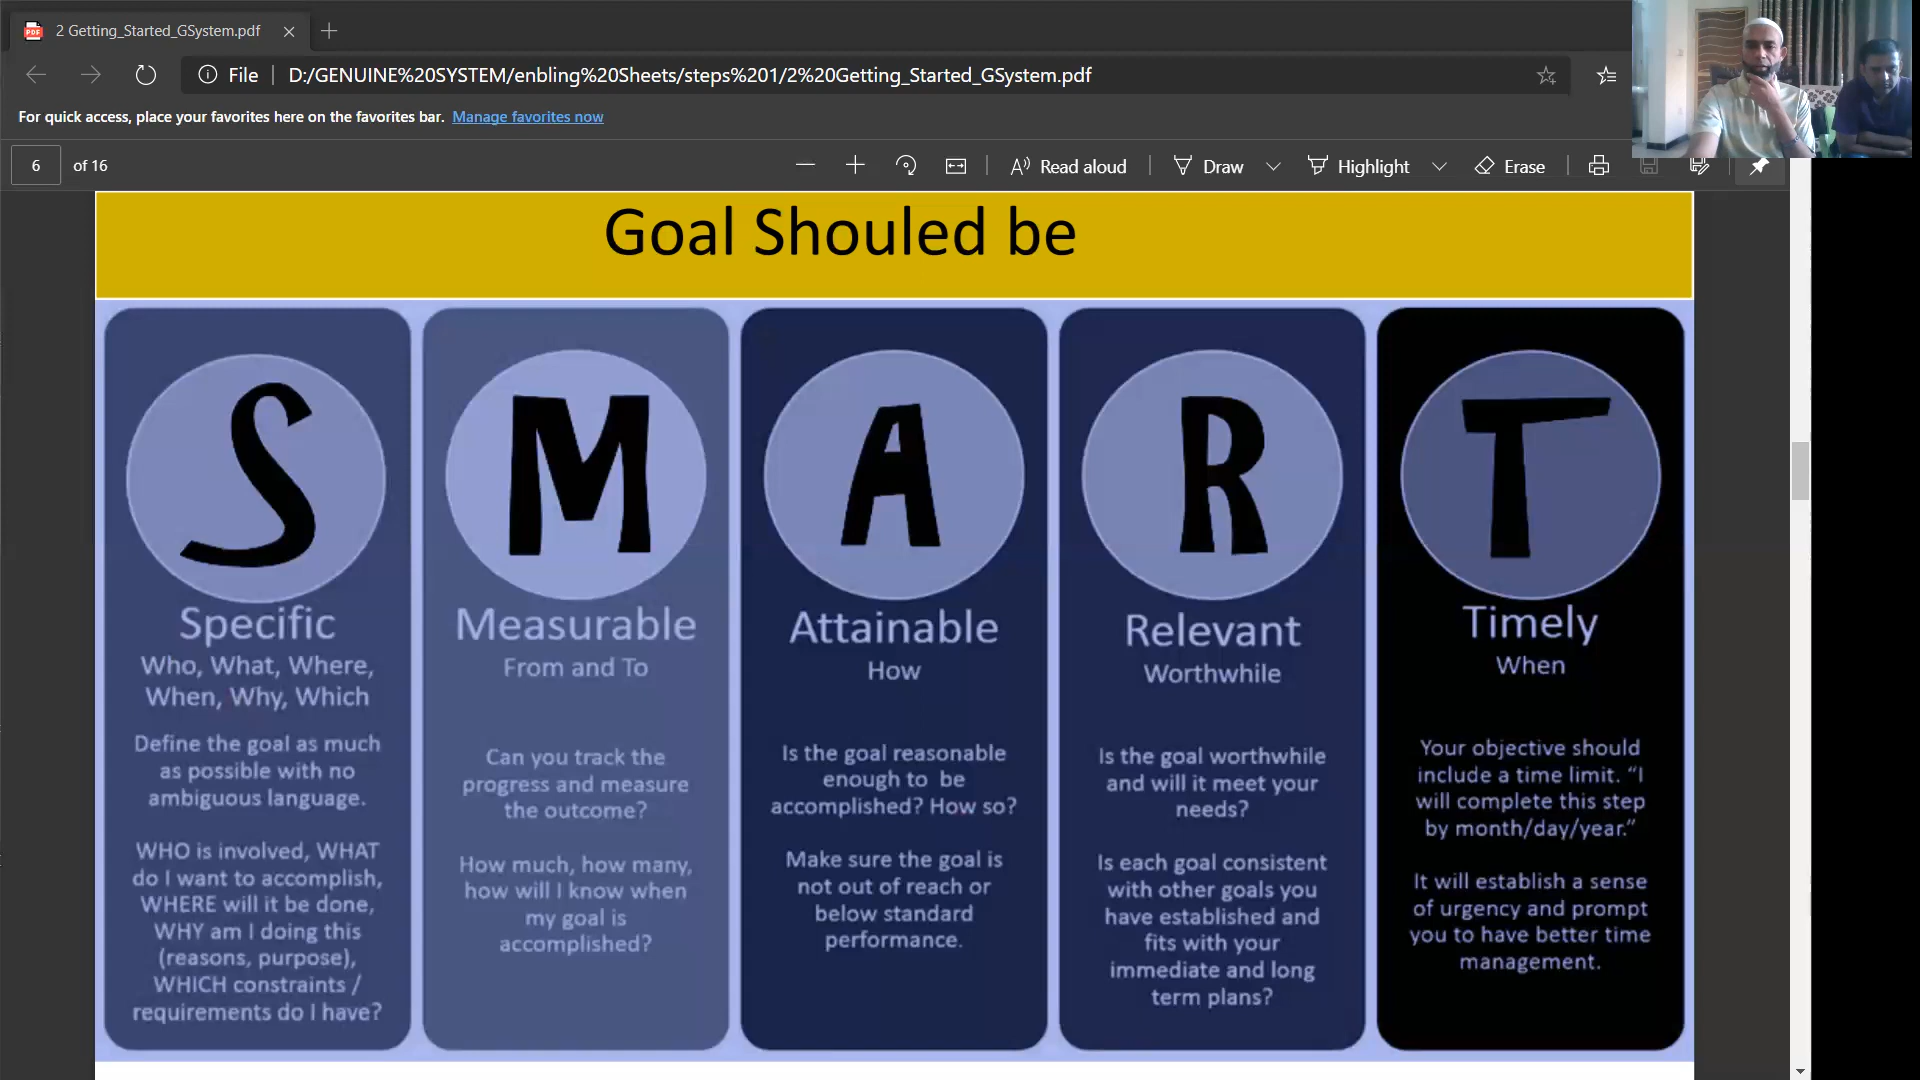 2 Getting_Started_GSystem.pdf
File
D:/GENUINE%20SYSTEM/enbling%20Sheets/steps%201/2%20Getting_Started_GSystem.pdf
For quick access, place your favorites here on the favorites bar. Manage favorites now
6 of 16
Read aloud
Draw
Highlight
Erase
Goal Shouled be
S
Specific
Who, What, Where,
When, Why, Which
Define the goal as much
as possible with no
ambiguous language.
WHO is involved, WHAT
do I want to accomplish,
WHERE will it be done,
WHY am I doing this
(reasons, purpose),
WHICH constraints /
requirements do I have?
M
Measurable
From and To
Can you track the
progress and measure
the outcome?
How much, how many,
how will I know when
my goal is
accomplished?
A
Attainable
How
Is the goal reasonable
enough to be
accomplished? How so?
Make sure the goal is
not out of reach or
below standard
performance.
R
Relevant
Worthwhile
Is the goal worthwhile
and will it meet your
needs?
Is each goal consistent
with other goals you
have established and
fits with your
immediate and long
term plans?
T
Timely
When
Your objective should
include a time limit. “I
will complete this step
by month/day/year.”
It will establish a sense
of urgency and prompt
you to have better time
management.